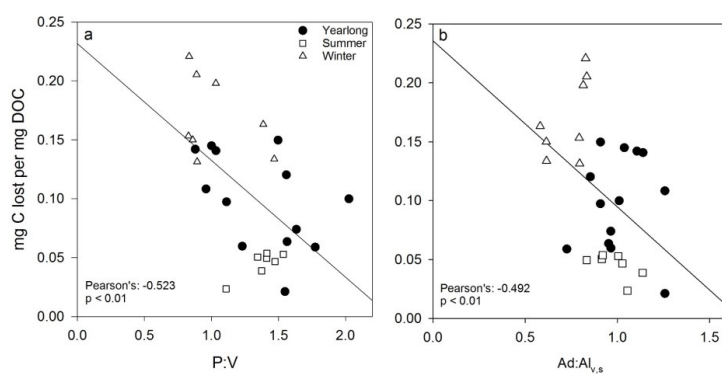 a
Yearlong
Summer
Winter
b
mg C lost per mg DOC
0.25
0.20
0.15
0.10
0.05
0.00
Pearson's: -0.523
p < 0.01
0.0 0.5 1.0 1.5 2.0
P:V
0.25
0.20
0.15
0.10
0.05
0.00
Pearson's: -0.492
p < 0.01
0.0 0.5 1.0 1.5
Ad:Alv,s